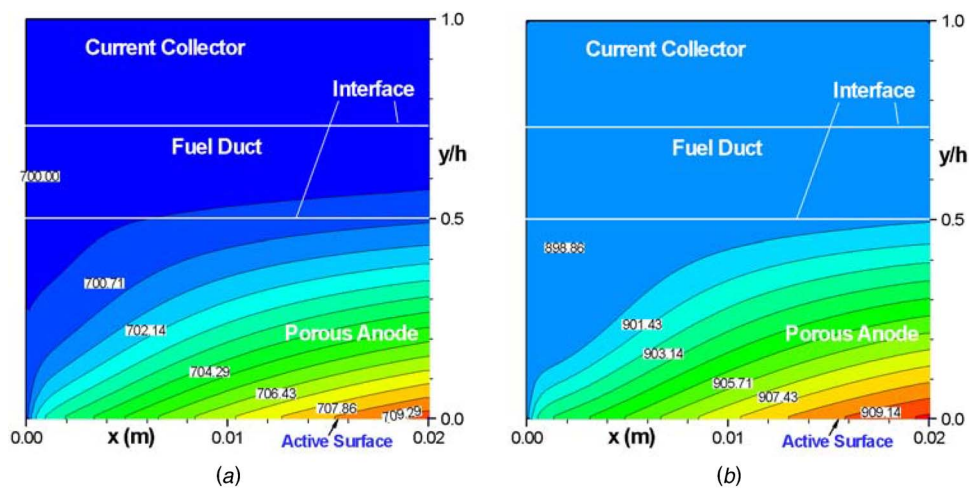 1.0
Current Collector
Interface
Fuel Duct
y/h
700.00
0.5
700.71
702.14
Porous Anode
704.29
706.43
707.86
709.29
0.0
0.00
x (m)
0.01
Active Surface
0.02
(a)
1.0
Current Collector
Interface
Fuel Duct
y/h
0.5
898.86
901.43
903.14
Porous Anode
905.71
907.43
909.14
0.0
0.00
x (m)
0.01
Active Surface
0.02
(b)